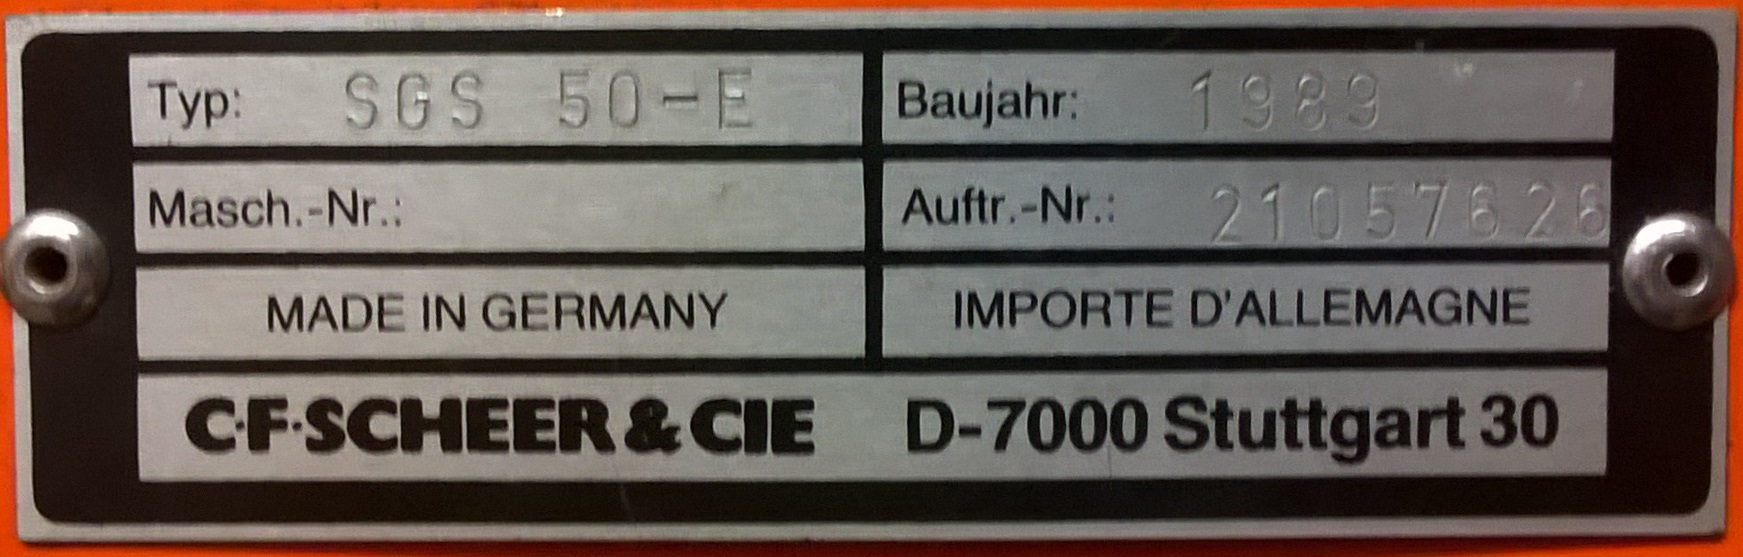 Typ: SGS 50-E Baujahr: 1989
Masch.-Nr.: Auftr.-Nr.: 21057626
MADE IN GERMANY IMPORTE D'ALLEMAGNE
C·F·SCHEER & CIE D-7000 Stuttgart 30